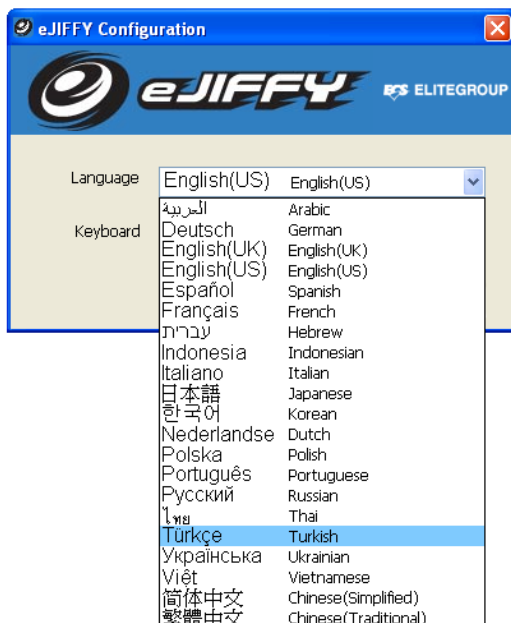 eJIFFY Configuration
eJIFFY ECS ELITEGROUP
Language English(US) English(US)
العربية Arabic
Keyboard Deutsch German
English(UK) English(UK)
English(US) English(US)
Español Spanish
Français French
עברית Hebrew
Indonesia Indonesian
Italiano Italian
日本語 Japanese
한국어 Korean
Nederlandse Dutch
Polska Polish
Português Portuguese
Русский Russian
ไทย Thai
Türkçe Turkish
Українська Ukrainian
Việt Vietnamese
简体中文 Chinese(Simplified)
繁體中文 Chinese(Traditional)